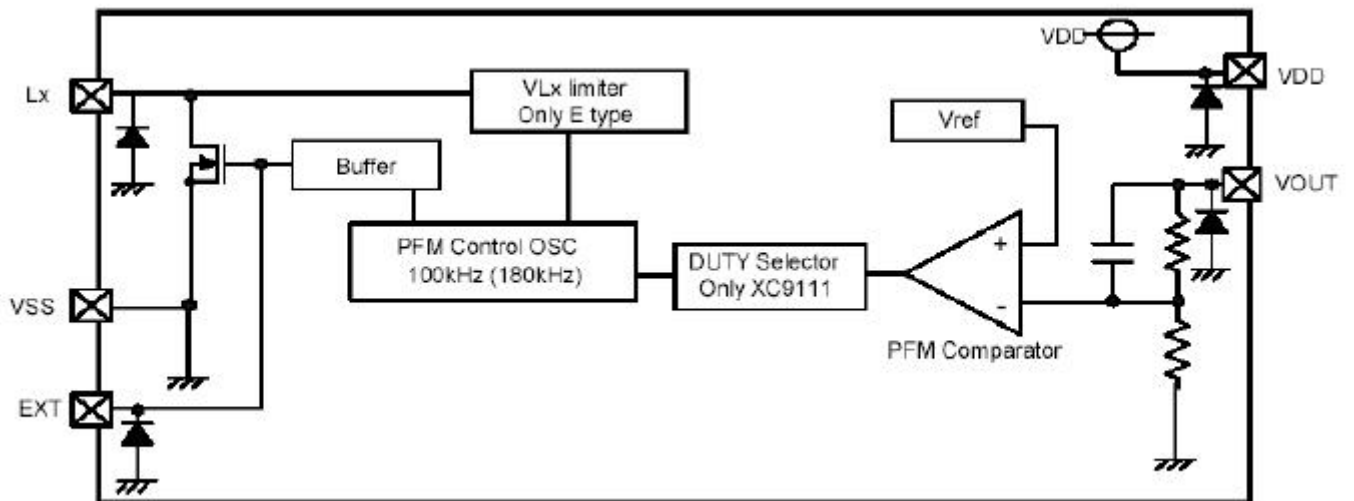 VDD
VDD
Lx
VLx limiter
Only E type
Vref
Buffer
VOUT
PFM Control OSC
100kHz (180kHz)
DUTY Selector
Only XC9111
+
-
VSS
PFM Comparator
EXT